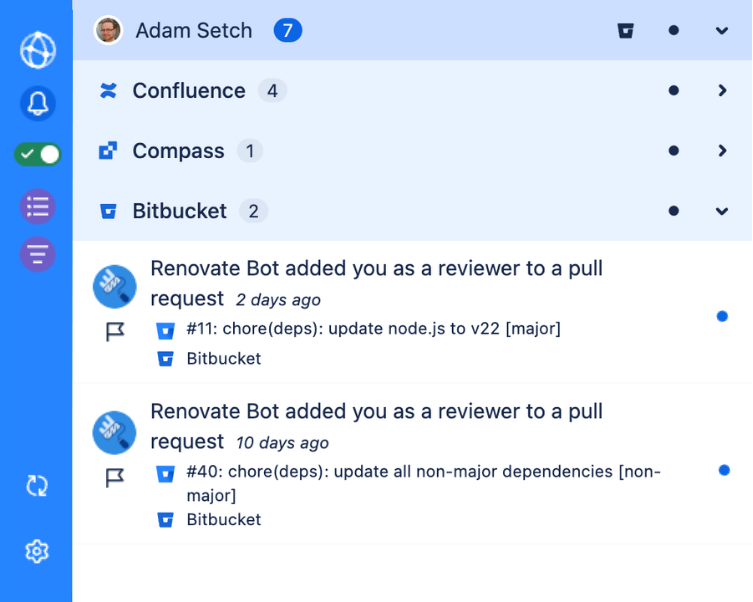 Adam Setch 7
Confluence 4
Compass 1
Bitbucket 2
Renovate Bot added you as a reviewer to a pull
request 2 days ago
#11: chore(deps): update node.js to v22 [major]
Bitbucket
Renovate Bot added you as a reviewer to a pull
request 10 days ago
#40: chore(deps): update all non-major dependencies [non-
major]
Bitbucket